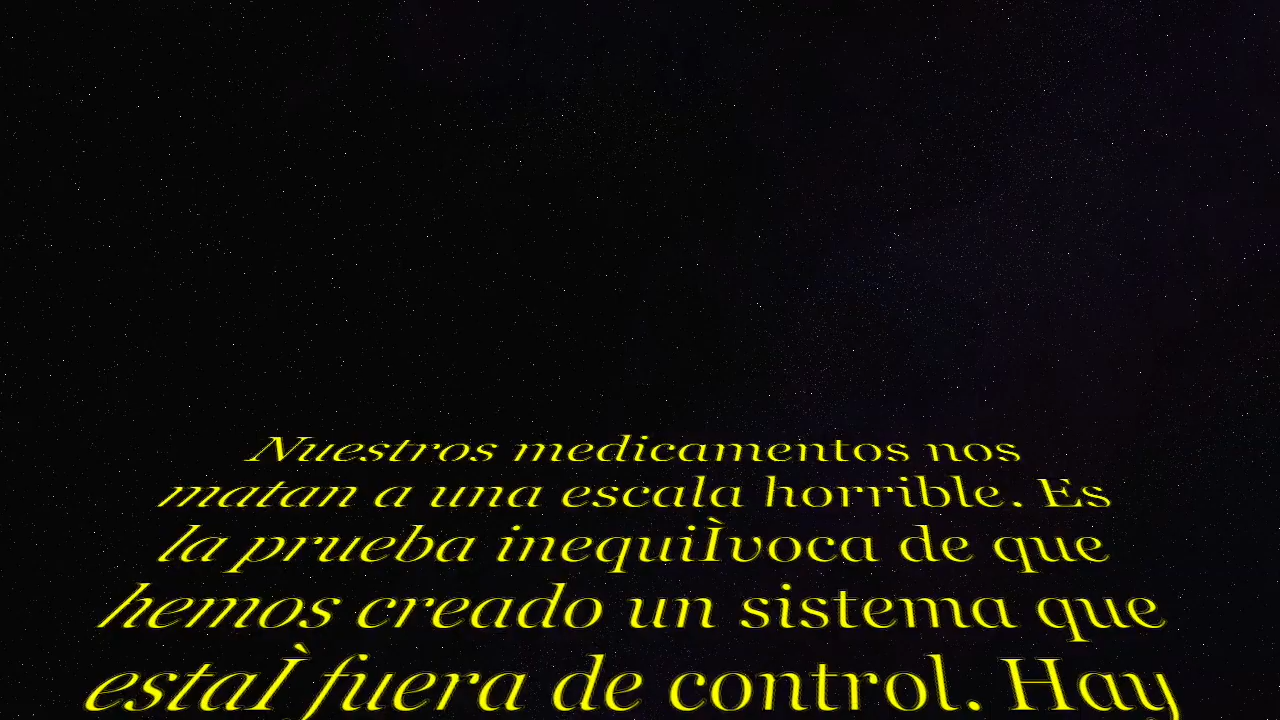 Nuestros medicamentos nos
matan a una escala horrible. Es
la prueba inequiÌvoca de que
hemos creado un sistema que
estaÌ fuera de control. Hay